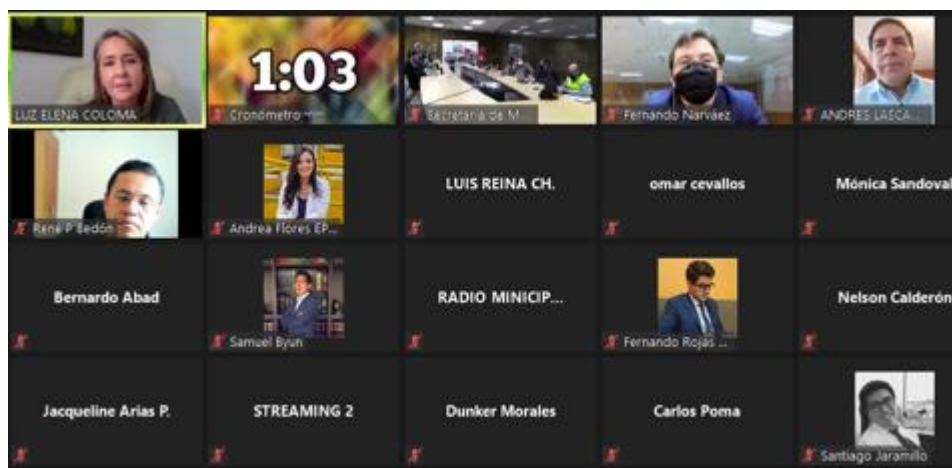 LUZ ELENA COLOMA
1:03
Cronómetro
Secretaría de M...
Fernando Narváez
ANDRES LASCA...
René P Bedón
Andrea Flores EP...
LUIS REINA CH.
omar cevallos
Mónica Sandoval
Bernardo Abad
Samuel Byun
RADIO MINICIP...
Fernando Rojas ...
Nelson Calderón
Jacqueline Arias P.
STREAMING 2
Dunker Morales
Carlos Poma
Santiago Jaramillo